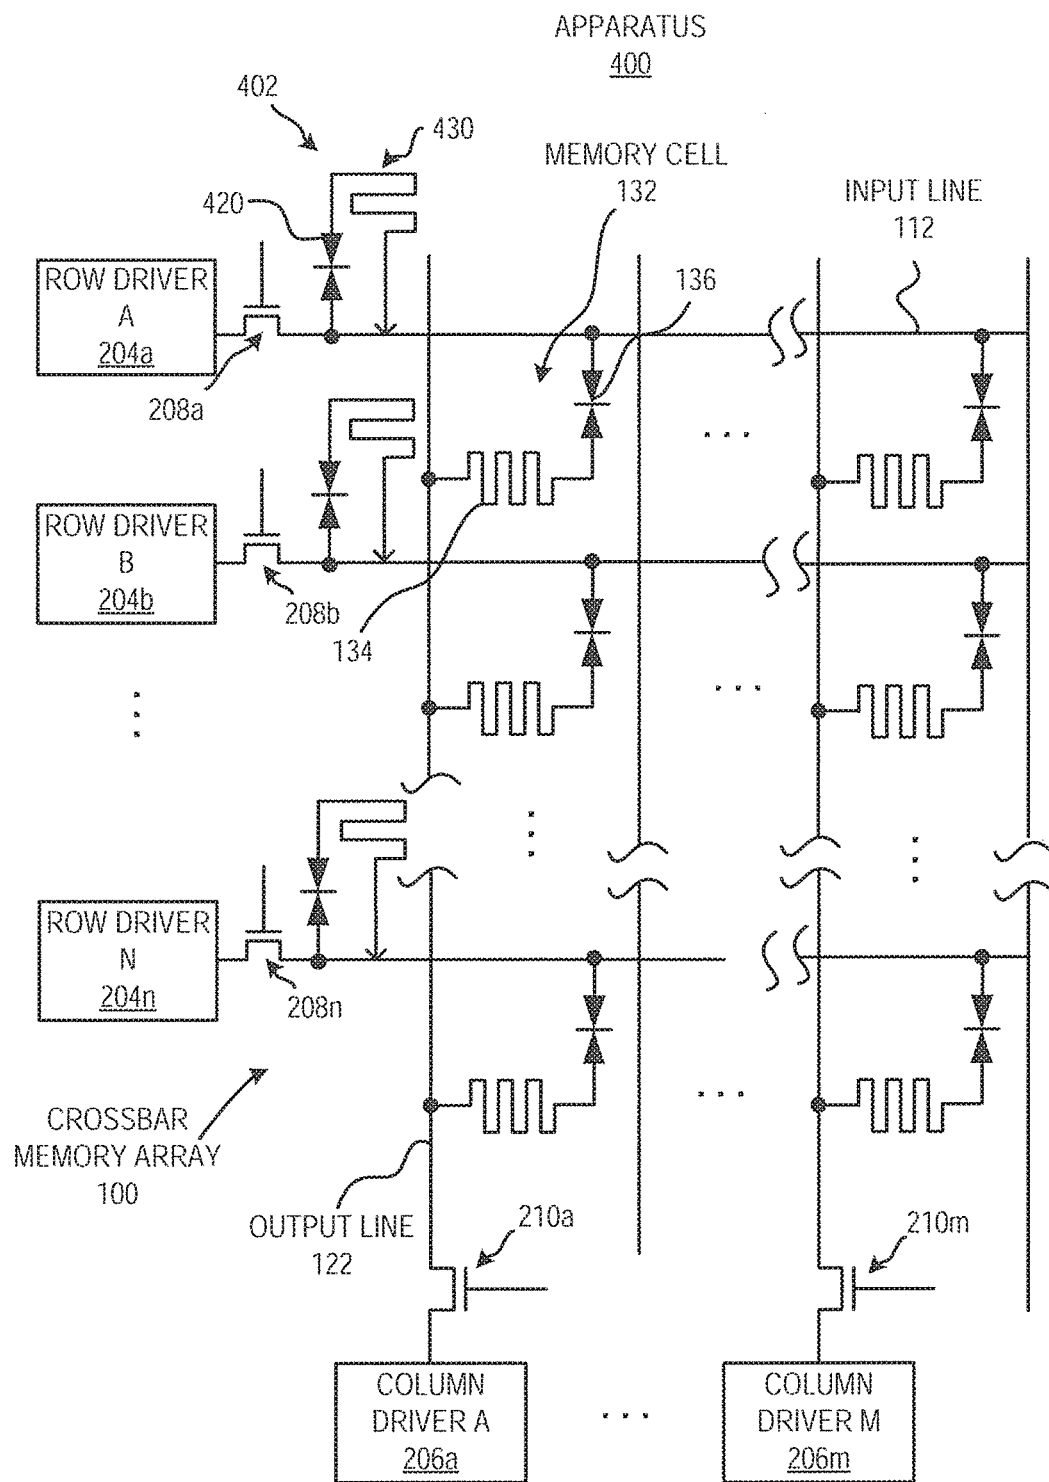 APPARATUS
400
402
430
MEMORY CELL
132
INPUT LINE
112
420
136
ROW DRIVER
A
204a
208a
ROW DRIVER
B
204b
208b
134
ROW DRIVER
N
204n
208n
CROSSBAR
MEMORY ARRAY
100
OUTPUT LINE
122
210a
210m
COLUMN
DRIVER A
206a
COLUMN
DRIVER M
206m